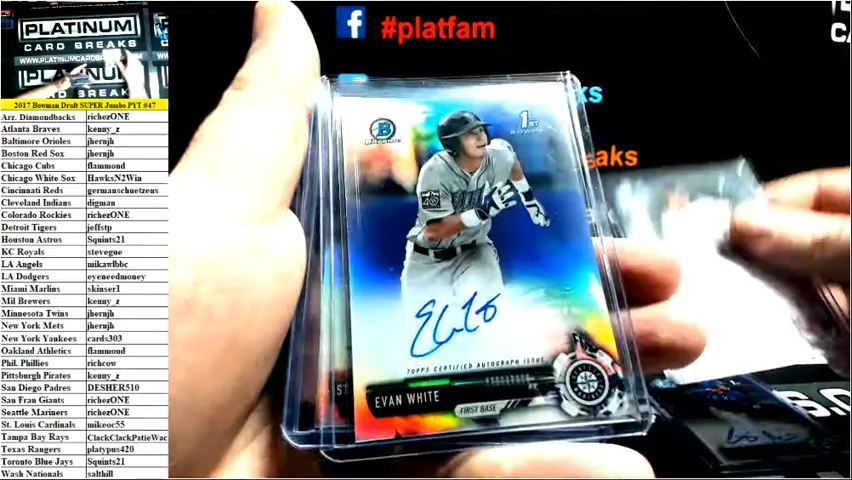 PLATINUM
CARD BREAKS
WWW.PLATINUMCARDBREAKS
PLATINUM
2017 Bowman Draft SUPER Jumbo PYT #47
Arz. Diamondbacks richezONE
Atlanta Braves kenny_z
Baltimore Orioles jhernjh
Boston Red Sox jhernjh
Chicago Cubs flammond
Chicago White Sox HawksN2Win
Cincinnati Reds germanschuetzens
Cleveland Indians digman
Colorado Rockies richezONE
Detroit Tigers jeffstp
Houston Astros Squints21
KC Royals stevegue
LA Angels mikawlbbc
LA Dodgers eyeneedmoney
Miami Marlins skinser1
Mil Brewers kenny_z
Minnesota Twins jhernjh
New York Mets jhernjh
New York Yankees cards303
Oakland Athletics flammond
Phil. Phillies richcow
Pittsburgh Pirates kenny_z
San Diego Padres DESHER510
San Fran Giants richezONE
Seattle Mariners richezONE
St. Louis Cardinals mikeoc55
Tampa Bay Rays ClackClackPatieWac
Texas Rangers platypus420
Toronto Blue Jays Squints21
Wash Nationals salthill
f #platfam
ks
eaks
B
1ST
40
TOPPS CERTIFIED AUTOGRAPH ISSUE
EVAN WHITE
FIRST BASE
ST